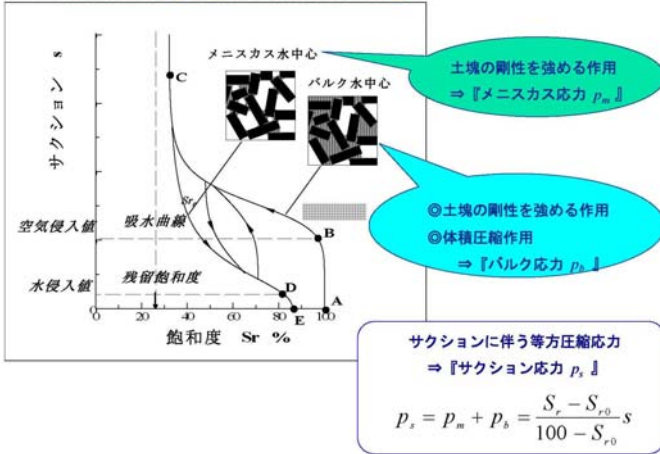 サクション s
C
メニスカス水中心
バルク水中心
土塊の剛性を強める作用
⇒『メニスカス応力 pm 』
◎土塊の剛性を強める作用
◎体積圧縮作用
⇒『バルク応力 pb 』
空気侵入値
吸水曲線
B
水侵入値
残留飽和度
D
A
E
0 20 40 60 80 100
飽和度 Sr %
サクションに伴う等方圧縮応力
⇒『サクション応力 ps 』
ps = pm + pb = (Sr − Sr0) / (100 − Sr0) s